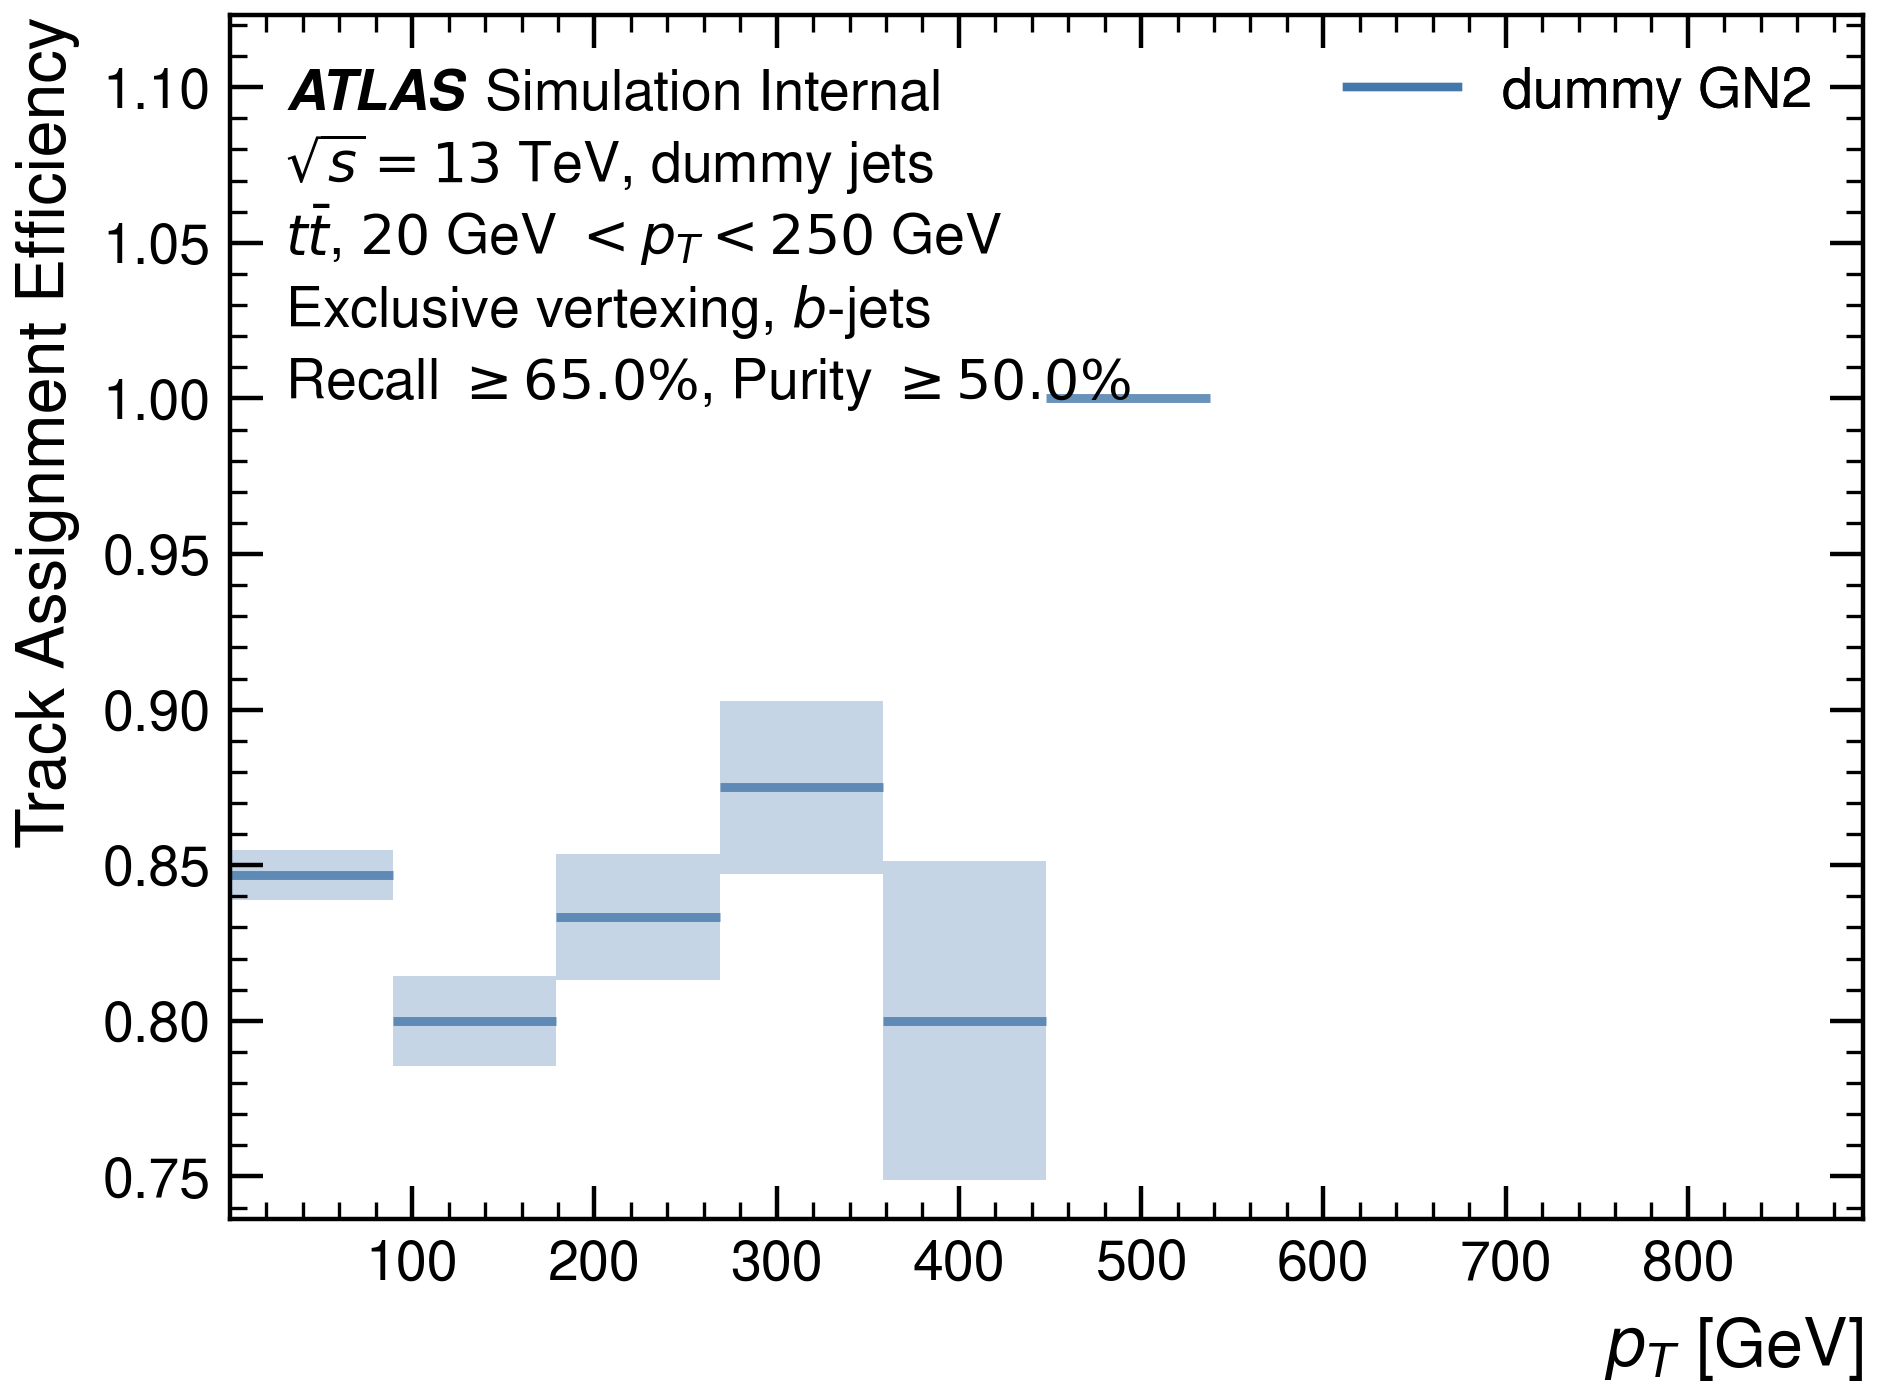 Track Assignment Efficiency
1.10
1.05
1.00
0.95
0.90
0.85
0.80
0.75
ATLAS Simulation Internal
√s = 13 TeV, dummy jets
tt̄, 20 GeV < p_T < 250 GeV
Exclusive vertexing, b-jets
Recall ≥ 65.0%, Purity ≥ 50.0%
dummy GN2
100 200 300 400 500 600 700 800
p_T [GeV]